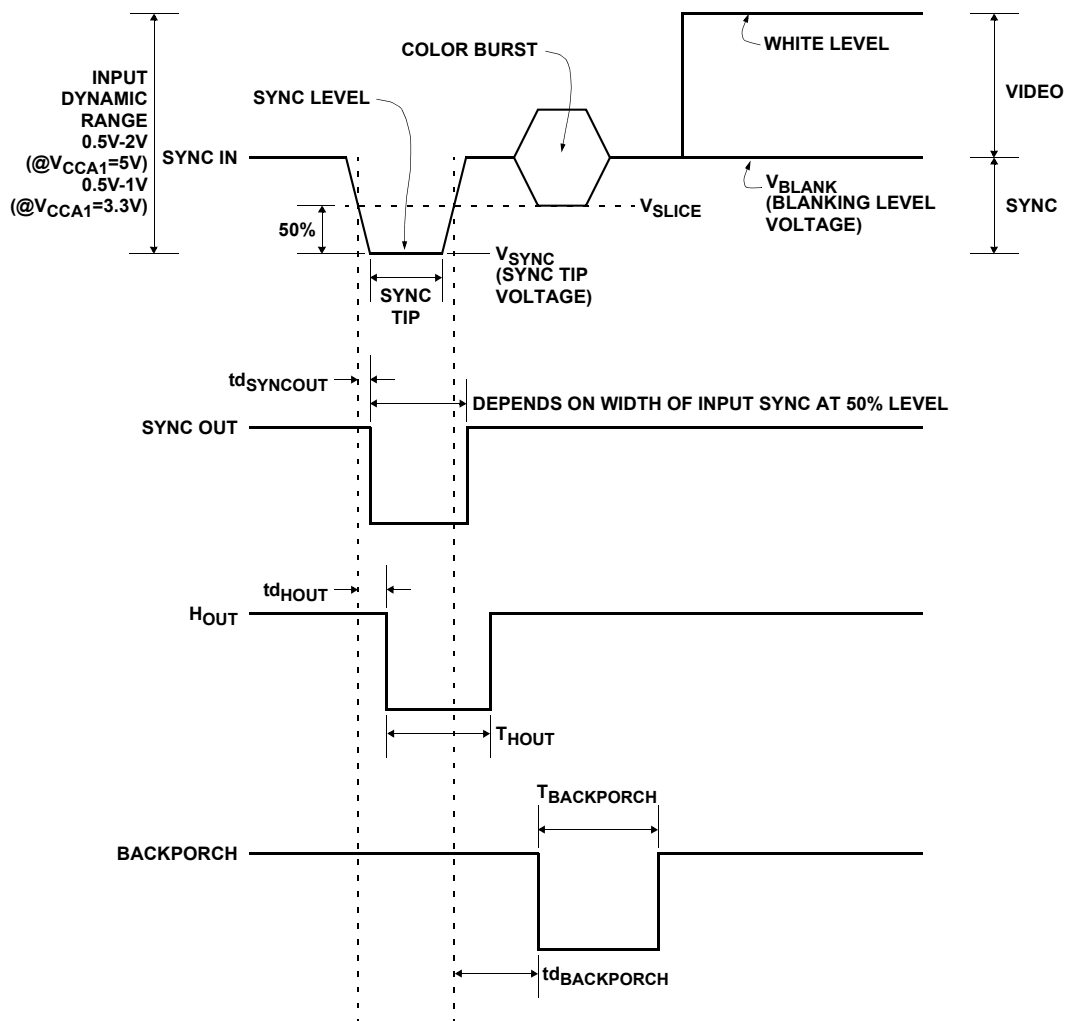 INPUT
DYNAMIC
RANGE
0.5V-2V
(@VCCA1=5V)
0.5V-1V
(@VCCA1=3.3V)
SYNC IN
SYNC LEVEL
COLOR BURST
WHITE LEVEL
VIDEO
VBLANK
(BLANKING LEVEL
VOLTAGE)
SYNC
VSLICE
50%
VSYNC
(SYNC TIP
VOLTAGE)
SYNC
TIP
tdSYNCOUT
DEPENDS ON WIDTH OF INPUT SYNC AT 50% LEVEL
SYNC OUT
tdHOUT
HOUT
THOUT
TBACKPORCH
BACKPORCH
tdBACKPORCH